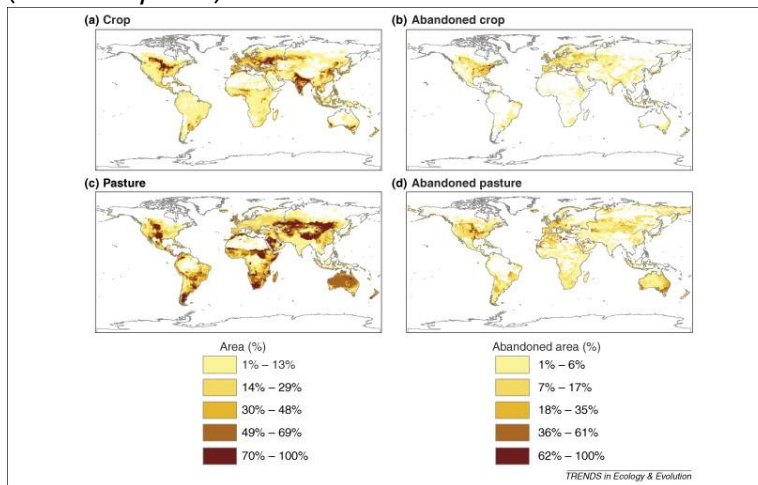 (a) Crop
(b) Abandoned crop
(c) Pasture
(d) Abandoned pasture
Area (%)
1% – 13%
14% – 29%
30% – 48%
49% – 69%
70% – 100%
Abandoned area (%)
1% – 6%
7% – 17%
18% – 35%
36% – 61%
62% – 100%
TRENDS in Ecology & Evolution